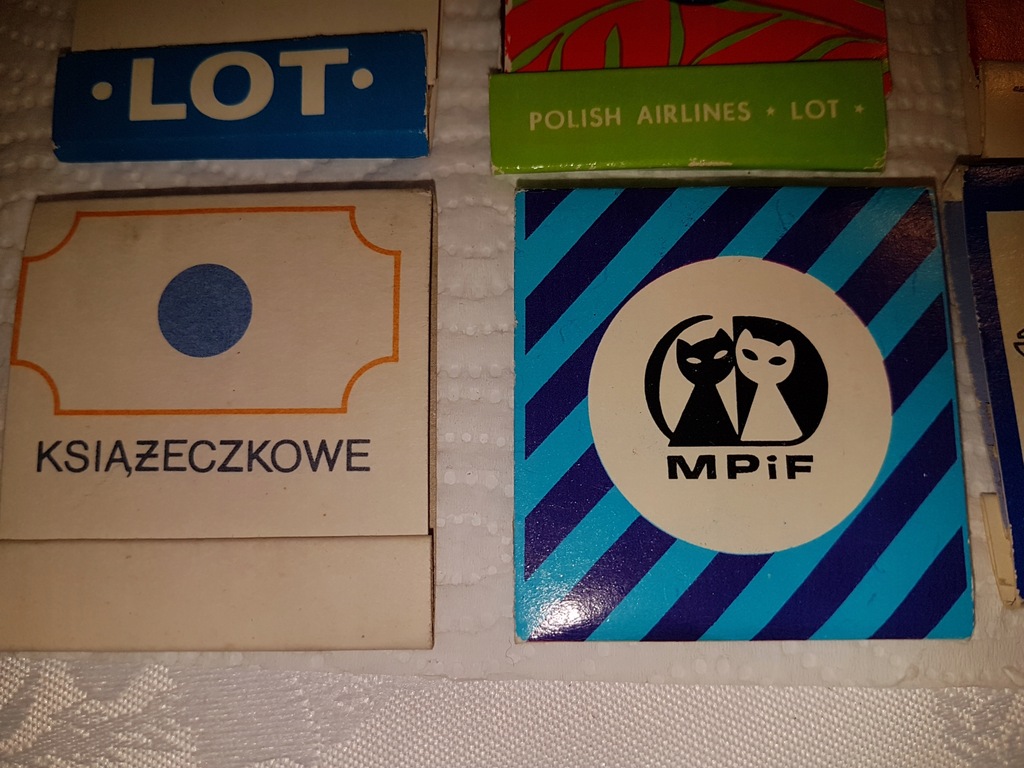 • LOT •
POLISH AIRLINES * LOT *
KSIĄŻECZKOWE
MPiF